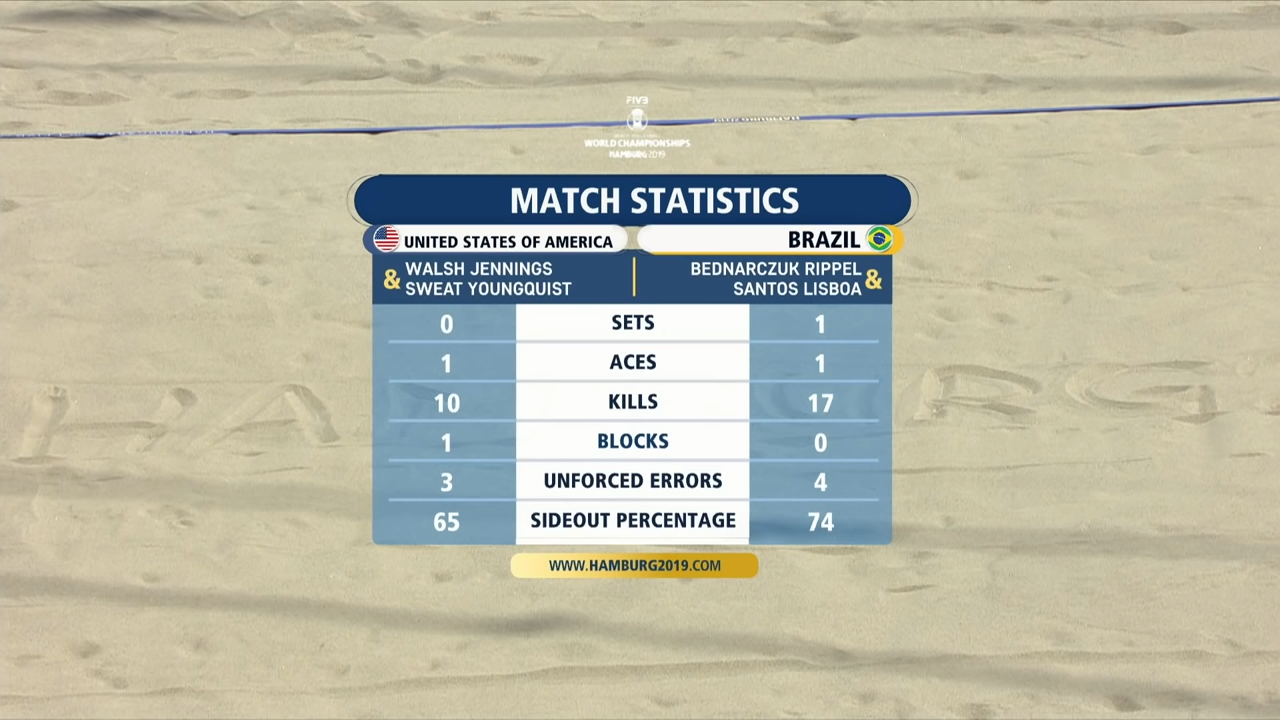 FIVB
WORLD CHAMPIONSHIPS
HAMBURG 2019
MATCH STATISTICS
UNITED STATES OF AMERICA BRAZIL
& WALSH JENNINGS BEDNARCZUK RIPPEL &
SWEAT YOUNGQUIST SANTOS LISBOA
0 SETS 1
1 ACES 1
10 KILLS 17
1 BLOCKS 0
3 UNFORCED ERRORS 4
65 SIDEOUT PERCENTAGE 74
WWW.HAMBURG2019.COM